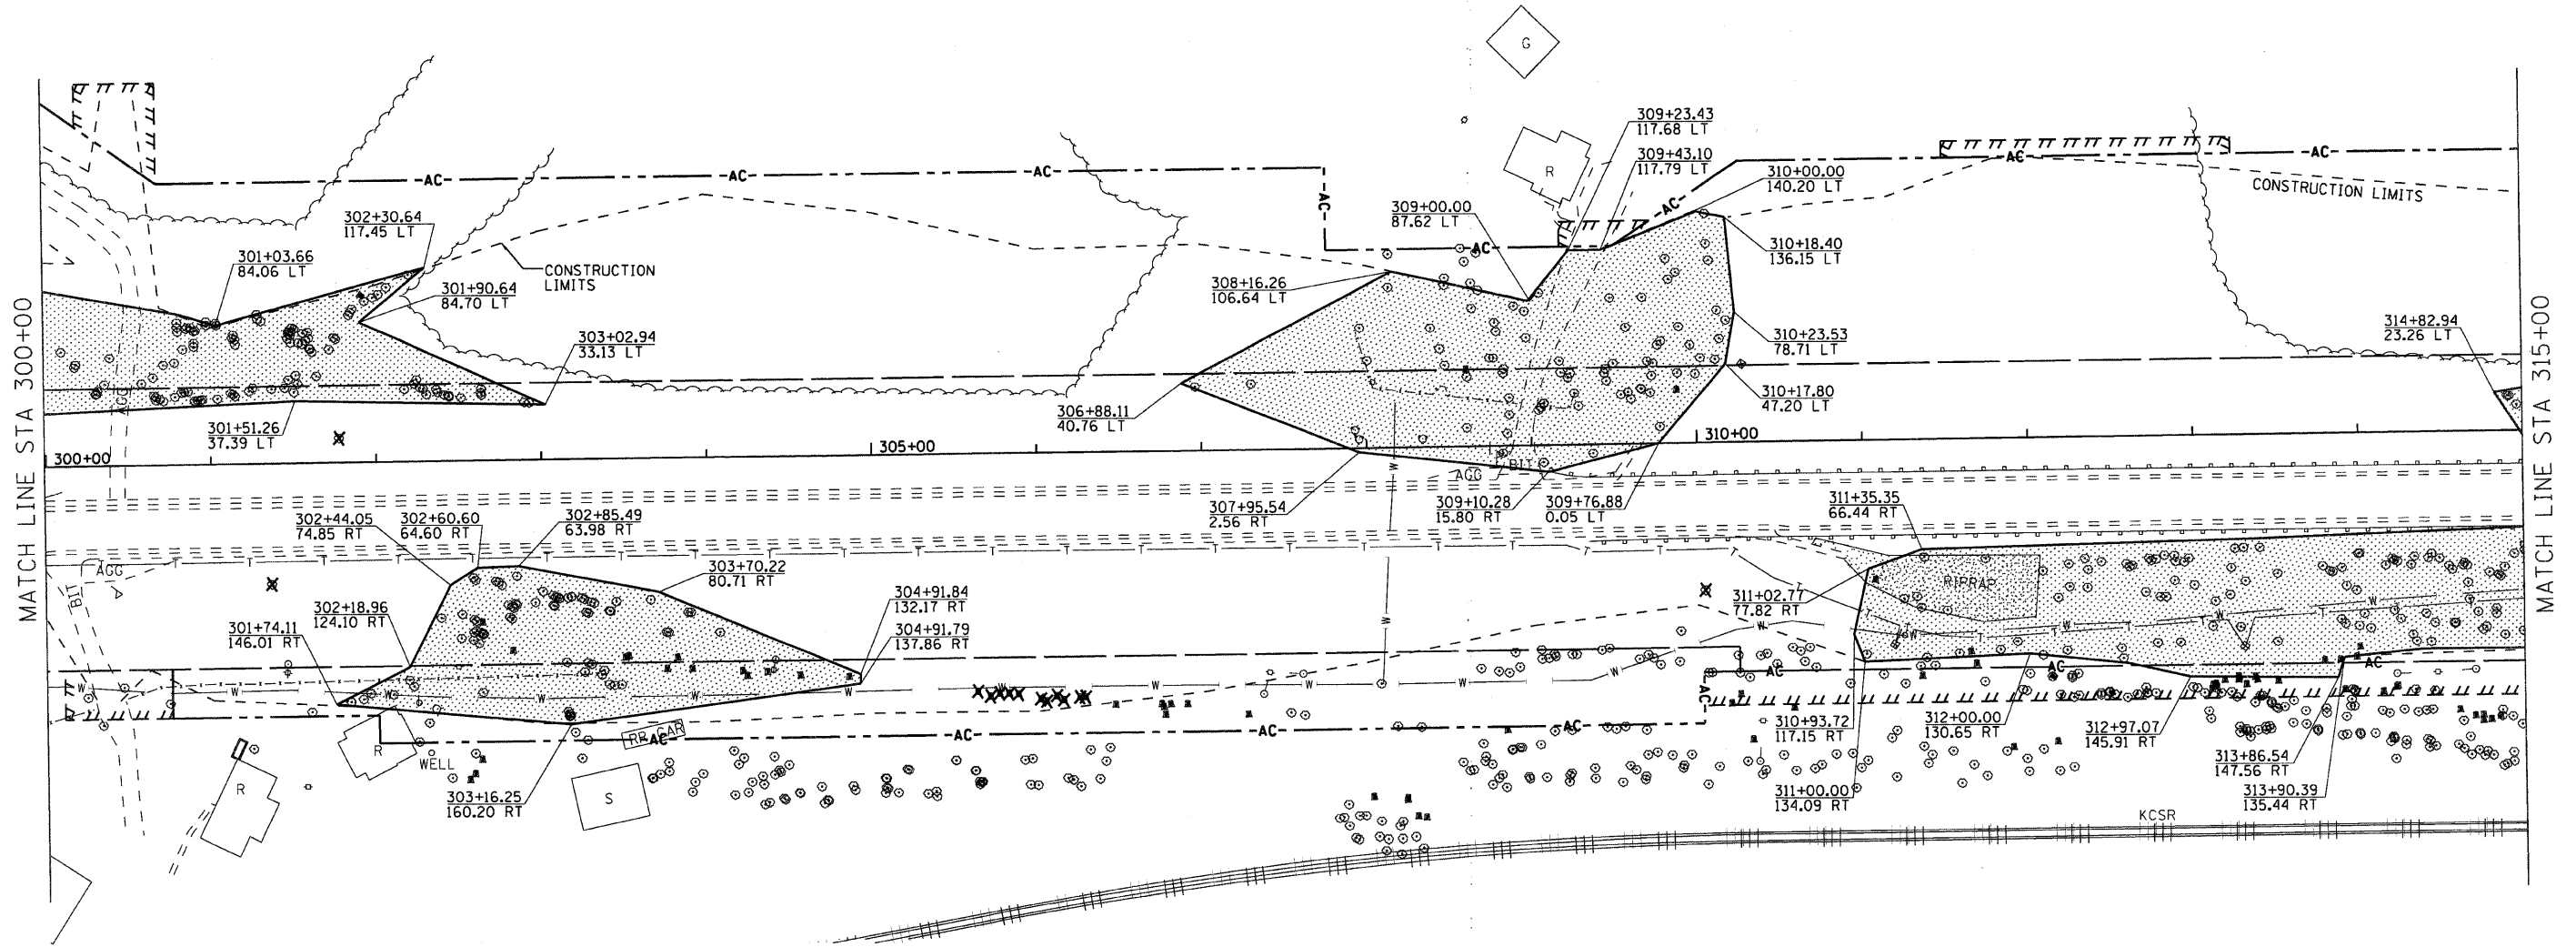 G
MATCH LINE STA 300+00
-AC-
-AC-
-AC-
-AC-
AC
R
-AC-
AC
AC
CONSTRUCTION LIMITS
309+23.43
117.68 LT
309+43.10
117.79 LT
310+00.00
140.20 LT
309+00.00
87.62 LT
302+30.64
117.45 LT
301+03.66
84.06 LT
CONSTRUCTION
LIMITS
301+90.64
84.70 LT
308+16.26
106.64 LT
310+18.40
136.15 LT
303+02.94
33.13 LT
310+23.53
78.71 LT
314+82.94
23.26 LT
310+17.80
47.20 LT
AGG
306+88.11
40.76 LT
301+51.26
37.39 LT
300+00
305+00
310+00
W
AGG
BIT
MATCH LINE STA 315+00
307+95.54
2.56 RT
309+10.28
15.80 RT
309+76.88
0.05 LT
311+35.35
66.44 RT
302+44.05
74.85 RT
302+60.60
64.60 RT
302+85.49
63.98 RT
T T T T T T T T T T T T
AGG
BIT
303+70.22
80.71 RT
RIPRAP
311+02.77
77.82 RT
304+91.84
132.17 RT
302+18.96
124.10 RT
301+74.11
146.01 RT
304+91.79
137.86 RT
W
W
W
W
W W W W W W W W W W
AC
AC
AC
AC
-AC-
-AC-
AC
RR CAR
R
WELL
R
S
303+16.25
160.20 RT
310+93.72
117.15 RT
312+00.00
130.65 RT
312+97.07
145.91 RT
313+86.54
147.56 RT
311+00.00
134.09 RT
313+90.39
135.44 RT
KCSR